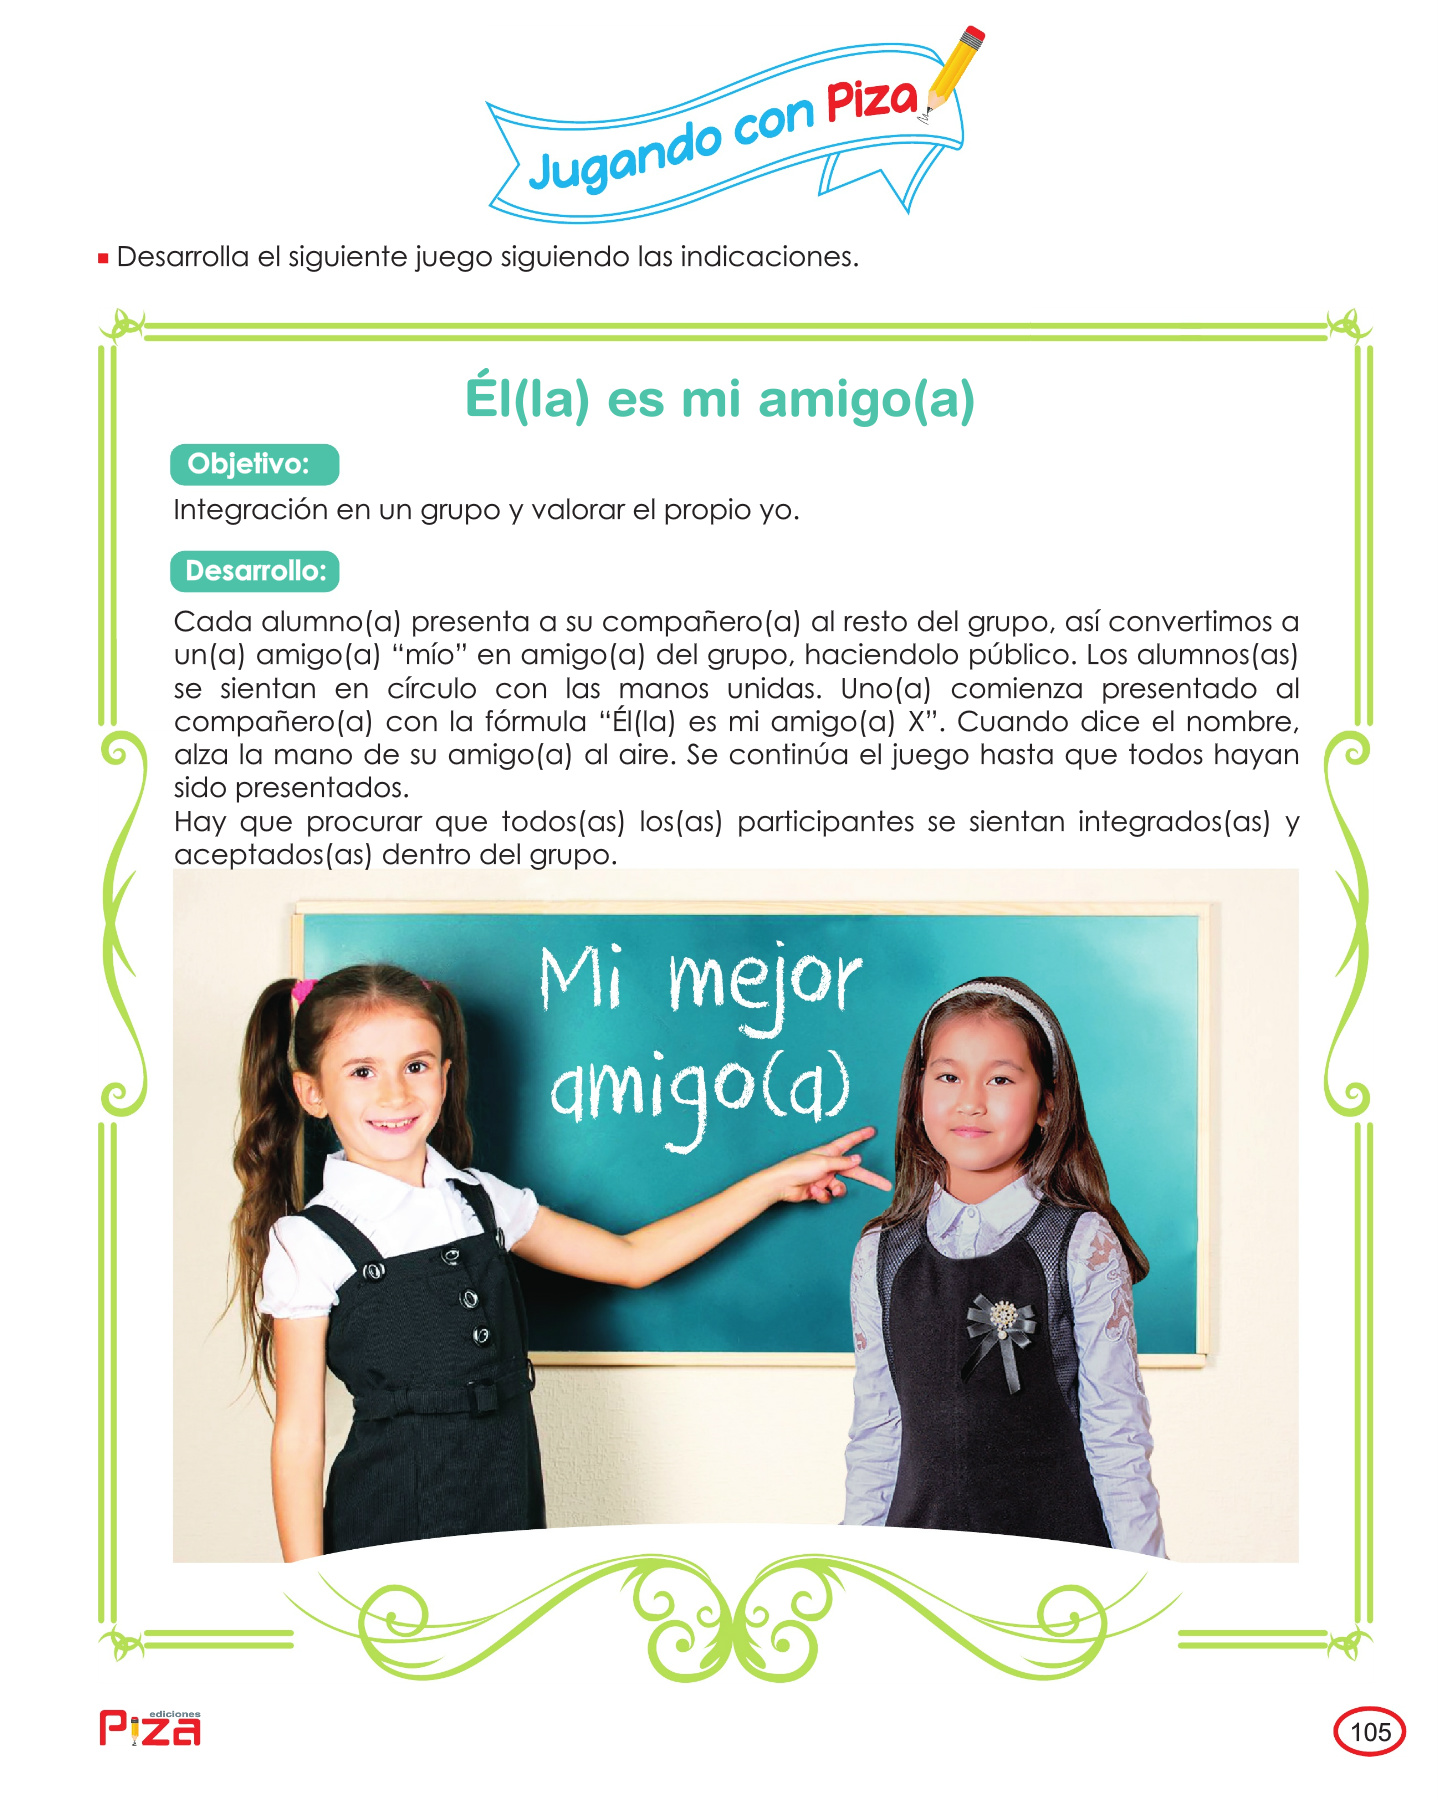 Jugando con Piza
Desarrolla el siguiente juego siguiendo las indicaciones.
Él(la) es mi amigo(a)
Objetivo:
Integración en un grupo y valorar el propio yo.
Desarrollo:
Cada alumno(a) presenta a su compañero(a) al resto del grupo, así convertimos a
un(a) amigo(a) “mío” en amigo(a) del grupo, haciendolo público. Los alumnos(as)
se sientan en círculo con las manos unidas. Uno(a) comienza presentado al
compañero(a) con la fórmula “Él(la) es mi amigo(a) X”. Cuando dice el nombre,
alza la mano de su amigo(a) al aire. Se continúa el juego hasta que todos hayan
sido presentados.
Hay que procurar que todos(as) los(as) participantes se sientan integrados(as) y
aceptados(as) dentro del grupo.
Mi mejor
amigo(a)
ediciones
Piza
105